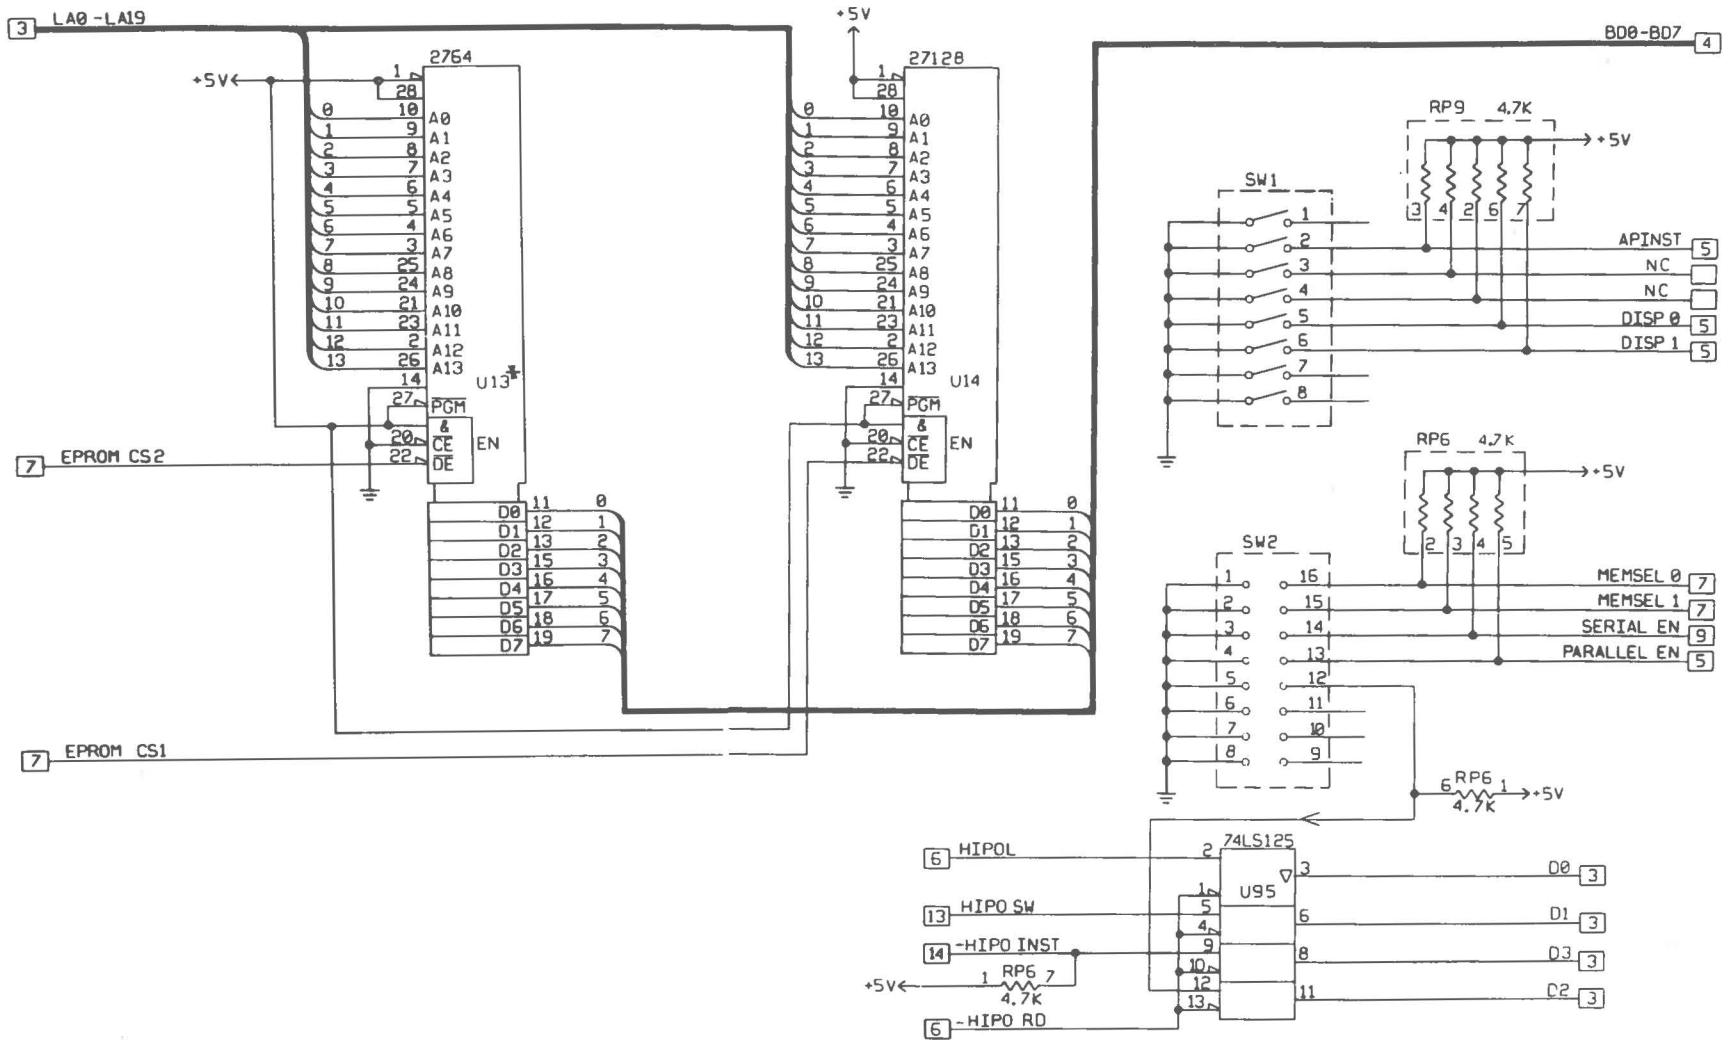 3 LA0 -LA19
+5V
BD0-BD7 4
2764
27128
+5V
1
28
0 10 A0
1 9 A1
2 8 A2
3 7 A3
4 6 A4
5 5 A5
6 4 A6
7 3 A7
8 25 A8
9 24 A9
10 21 A10
11 23 A11
12 2 A12
13 26 A13
14
U13*
27 PGM
&
20 CE EN
22 DE
D0 11 0
D1 12 1
D2 13 2
D3 15 3
D4 16 4
D5 17 5
D6 18 6
D7 19 7
7 EPROM CS2
7 EPROM CS1
1
28
0 10 A0
1 9 A1
2 8 A2
3 7 A3
4 6 A4
5 5 A5
6 4 A6
7 3 A7
8 25 A8
9 24 A9
10 21 A10
11 23 A11
12 2 A12
13 26 A13
14
U14
27 PGM
&
20 CE EN
22 DE
D0 11 0
D1 12 1
D2 13 2
D3 15 3
D4 16 4
D5 17 5
D6 18 6
D7 19 7
RP9 4.7K
+5V
3 4 2 6 7
SW1
1
2 APINST 5
3 NC
4 NC
5 DISP 0 5
6 DISP 1 5
7
8
RP6 4.7K
+5V
2 3 4 5
SW2
1 16 MEMSEL 0 7
2 15 MEMSEL 1 7
3 14 SERIAL EN 9
4 13 PARALLEL EN 5
5 12
6 11
7 10
8 9
6 RP6 1 +5V
4.7K
74LS125
U95
6 HIPOL 2
3 D0 3
1
13 HIPO SW 5
6 D1 3
4
14 -HIPO INST 9
8 D3 3
10
+5V 1 RP6 7
4.7K
12
11 D2 3
13
6 -HIPO RD